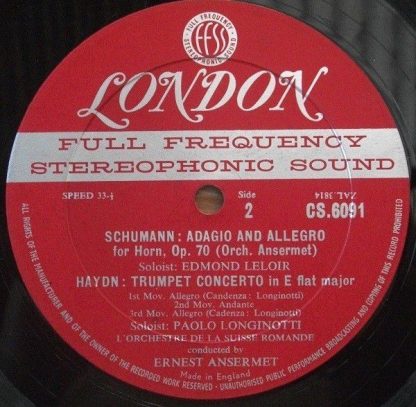 FULL FREQUENCY • STEREOPHONIC SOUND •
FFSS
LONDON
FULL FREQUENCY
STEREOPHONIC SOUND
SPEED 33⅓
Side
2
ZAL 3814
CS.6091
SCHUMANN: ADAGIO AND ALLEGRO
for Horn, Op. 70 (Orch. Ansermet)
Soloist: EDMOND LELOIR
HAYDN: TRUMPET CONCERTO in E flat major
1st Mov. Allegro (Candenza: Longinotti)
2nd Mov. Andante
3rd Mov. Allegro (Cadenza: Longinotti)
Soloist: PAOLO LONGINOTTI
L'ORCHESTRE DE LA SUISSE ROMANDE
conducted by
ERNEST ANSERMET
Made in England
ALL RIGHTS OF THE MANUFACTURER AND OF THE OWNER OF THE RECORDED WORK RESERVED • UNAUTHORISED PUBLIC PERFORMANCE BROADCASTING AND COPYING OF THIS RECORD PROHIBITED